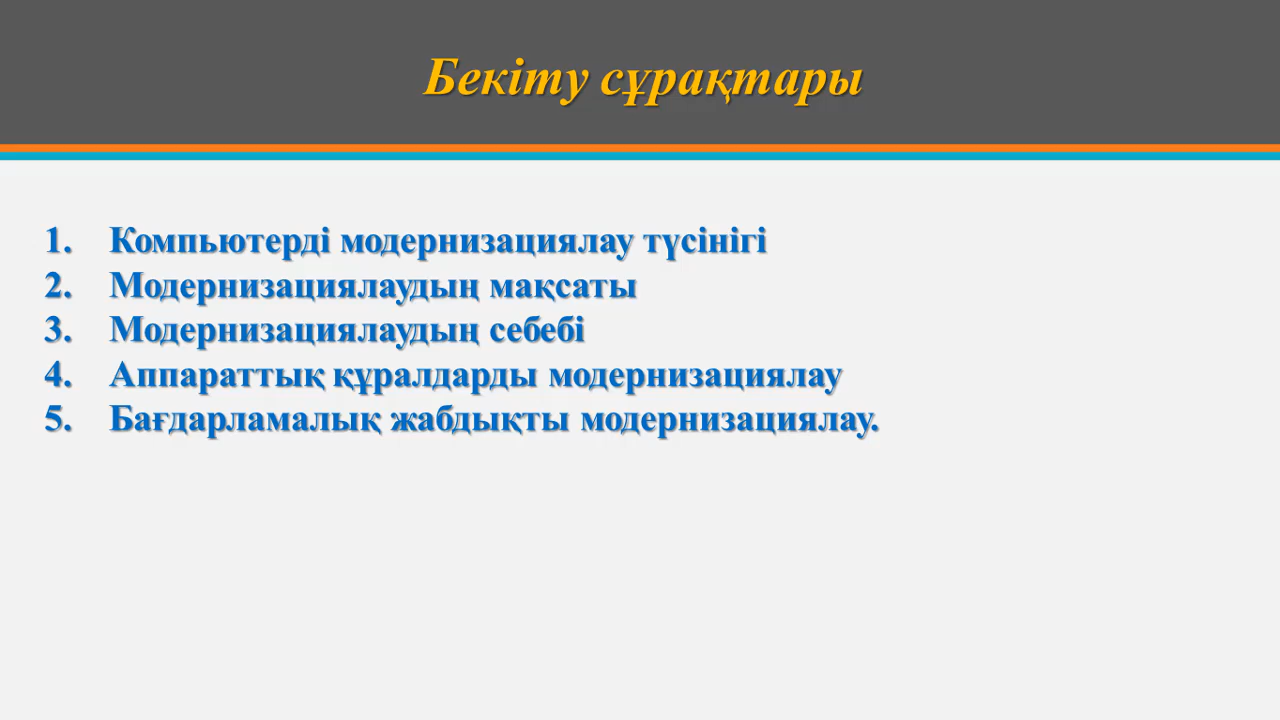 Бекіту сұрақтары
1. Компьютерді модернизациялау түсінігі
2. Модернизациялаудың мақсаты
3. Модернизациялаудың себебі
4. Аппараттық құралдарды модернизациялау
5. Бағдарламалық жабдықты модернизациялау.